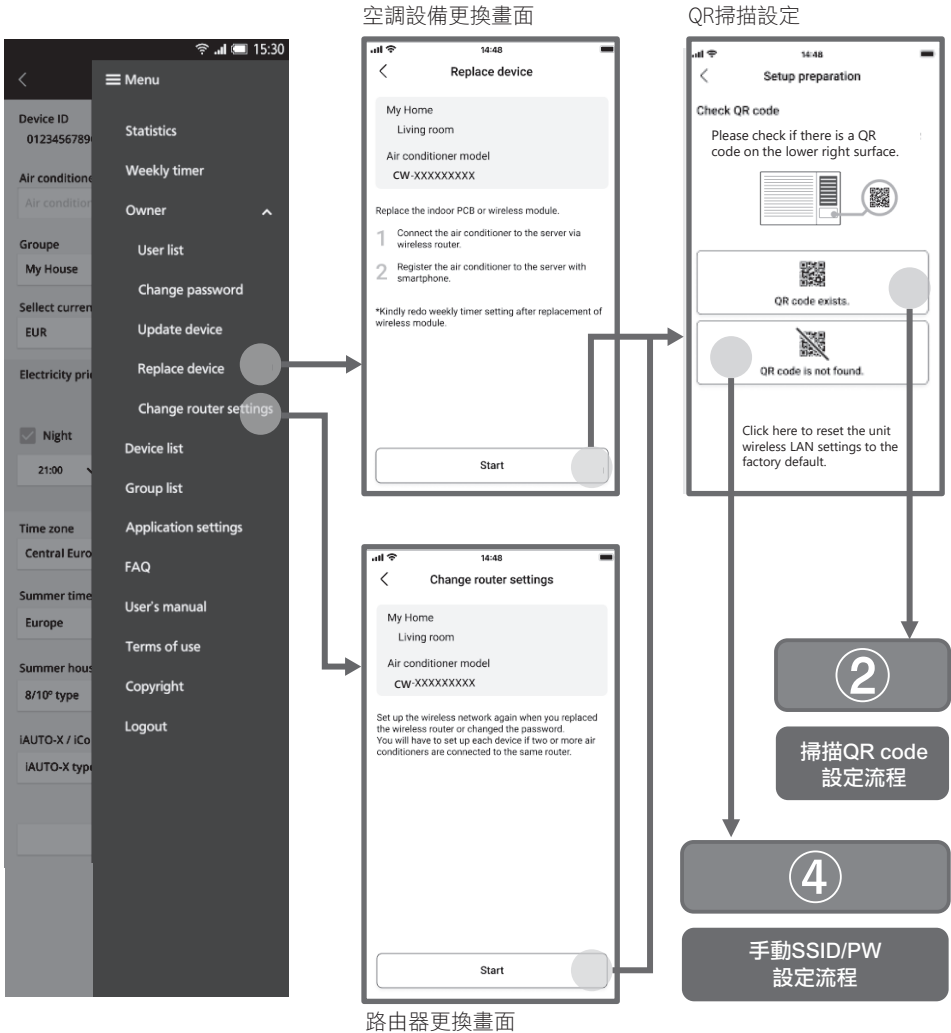 空調設備更換畫面
QR掃描設定
15:30
Menu
Device ID
01234567890
Air conditione
Air condition
Groupe
My House
Sellect curren
EUR
Electricity pri
Night
21:00
Time zone
Central Euro
Summer time
Europe
Summer hous
8/10° type
iAUTO-X / iCo
iAUTO-X type
Statistics
Weekly timer
Owner
User list
Change password
Update device
Replace device
Change router settings
Device list
Group list
Application settings
FAQ
User's manual
Terms of use
Copyright
Logout
14:48
Replace device
My Home
Living room
Air conditioner model
CW-XXXXXXXXX
Replace the indoor PCB or wireless module.
1 Connect the air conditioner to the server via
wireless router.
2 Register the air conditioner to the server with
smartphone.
*Kindly redo weekly timer setting after replacement of
wireless module.
Start
14:48
Change router settings
My Home
Living room
Air conditioner model
CW-XXXXXXXXX
Set up the wireless network again when you replaced
the wireless router or changed the password.
You will have to set up each device if two or more air
conditioners are connected to the same router.
Start
路由器更換畫面
14:48
Setup preparation
Check QR code
Please check if there is a QR
code on the lower right surface.
QR code exists.
QR code is not found.
Click here to reset the unit
wireless LAN settings to the
factory default.
②
掃描QR code
設定流程
④
手動SSID/PW
設定流程